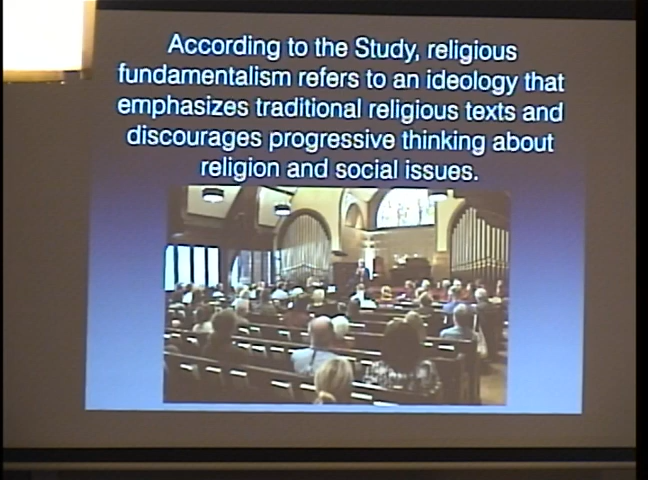 According to the Study, religious
fundamentalism refers to an ideology that
emphasizes traditional religious texts and
discourages progressive thinking about
religion and social issues.